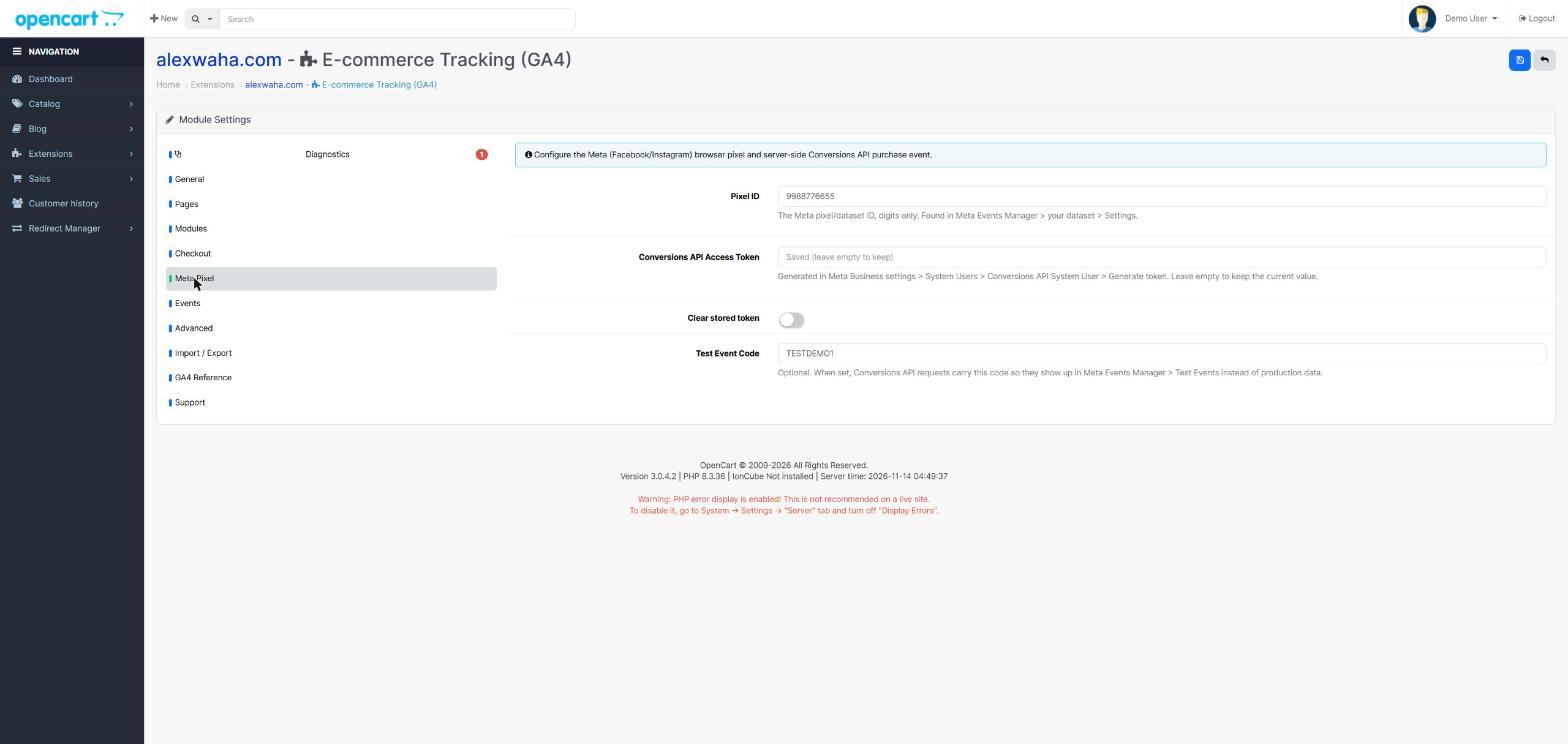 opencart
New
Search
Demo User
Logout
NAVIGATION
Dashboard
Catalog
Blog
Extensions
Sales
Customer history
Redirect Manager
alexwaha.com - E-commerce Tracking (GA4)
Home › Extensions › alexwaha.com - E-commerce Tracking (GA4)
Module Settings
Diagnostics 1
General
Pages
Modules
Checkout
Meta Pixel
Events
Advanced
Import / Export
GA4 Reference
Support
Configure the Meta (Facebook/Instagram) browser pixel and server-side Conversions API purchase event.
Pixel ID 9988776655
The Meta pixel/dataset ID, digits only. Found in Meta Events Manager > your dataset > Settings.
Conversions API Access Token Saved (leave empty to keep)
Generated in Meta Business settings > System Users > Conversions API System User > Generate token. Leave empty to keep the current value.
Clear stored token
Test Event Code TESTDEMO1
Optional. When set, Conversions API requests carry this code so they show up in Meta Events Manager > Test Events instead of production data.
OpenCart © 2009-2026 All Rights Reserved.
Version 3.0.4.2 | PHP 8.3.36 | IonCube Not installed | Server time: 2026-11-14 04:49:37
Warning: PHP error display is enabled! This is not recommended on a live site.
To disable it, go to System → Settings → "Server" tab and turn off "Display Errors".